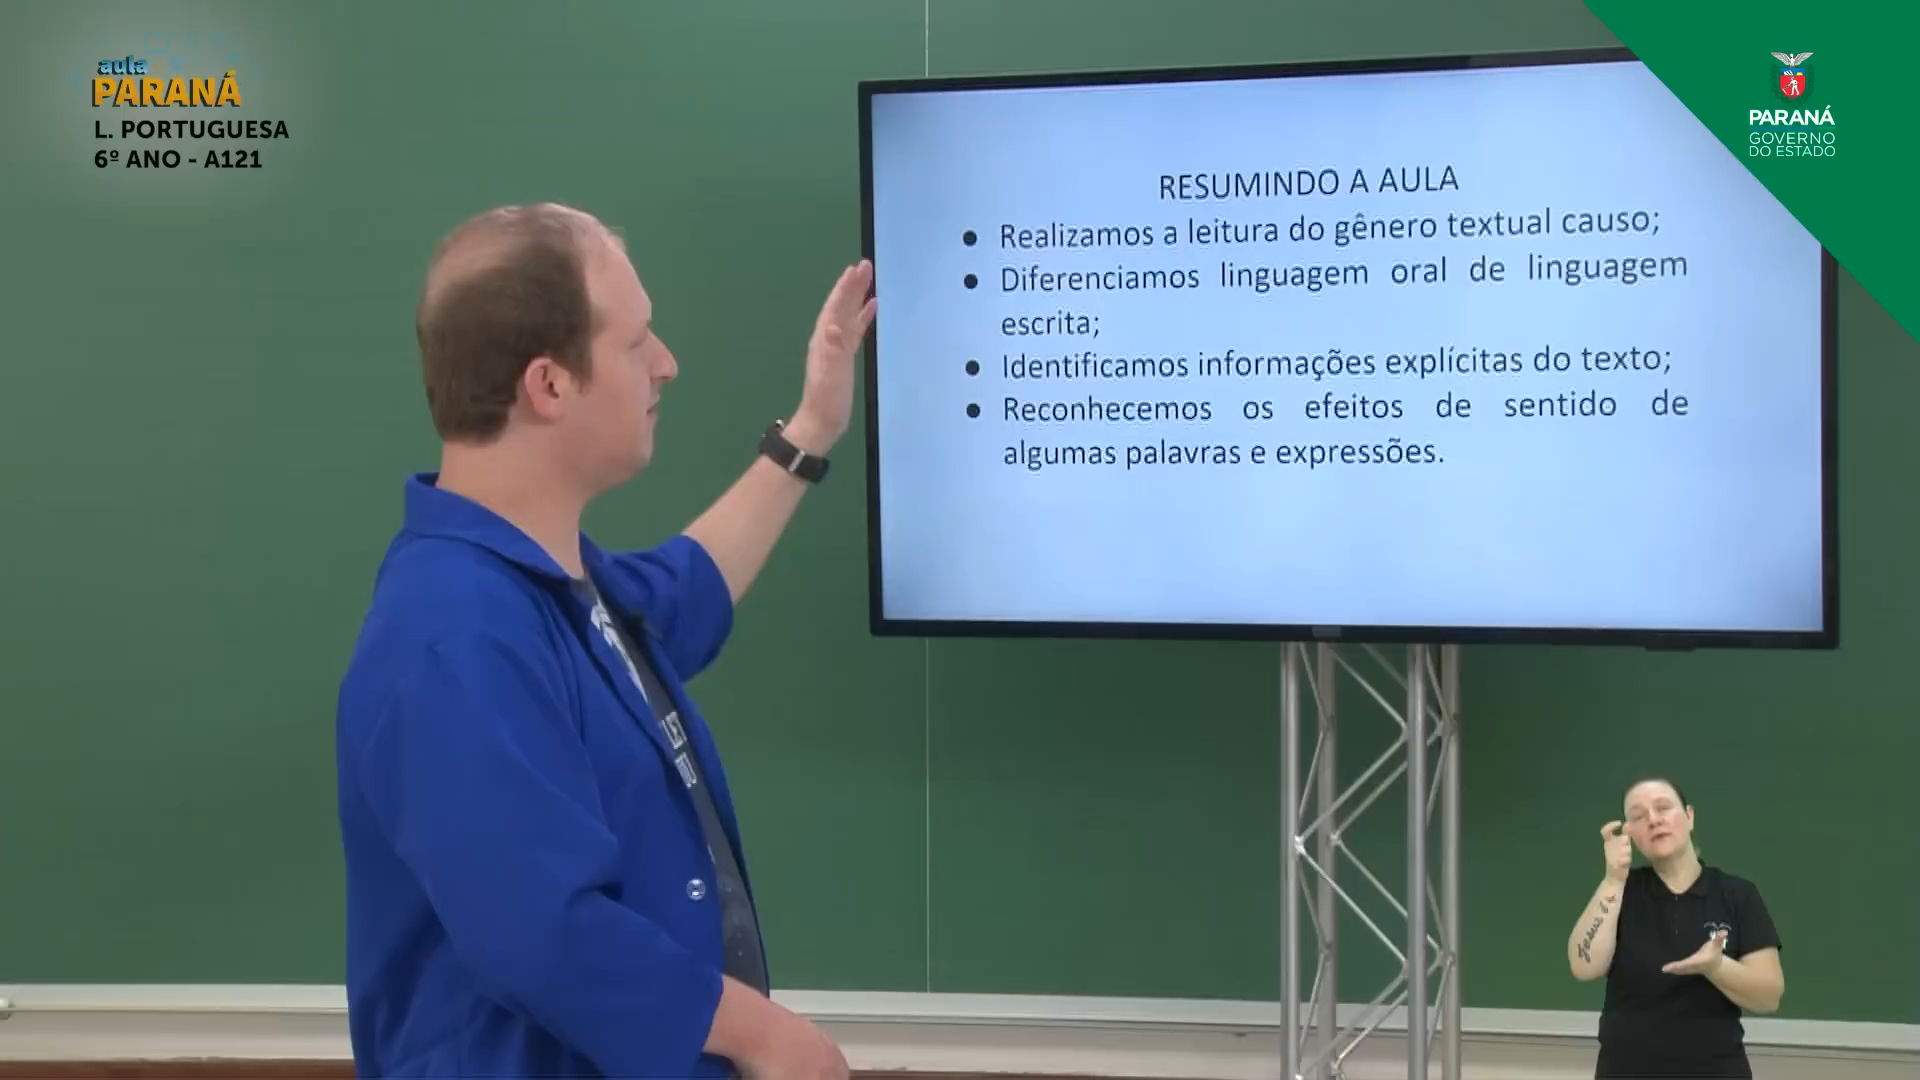 aula
PARANÁ
L. PORTUGUESA
6º ANO - A121
PARANÁ
GOVERNO
DO ESTADO
RESUMINDO A AULA
● Realizamos a leitura do gênero textual causo;
● Diferenciamos linguagem oral de linguagem
escrita;
● Identificamos informações explícitas do texto;
● Reconhecemos os efeitos de sentido de
algumas palavras e expressões.